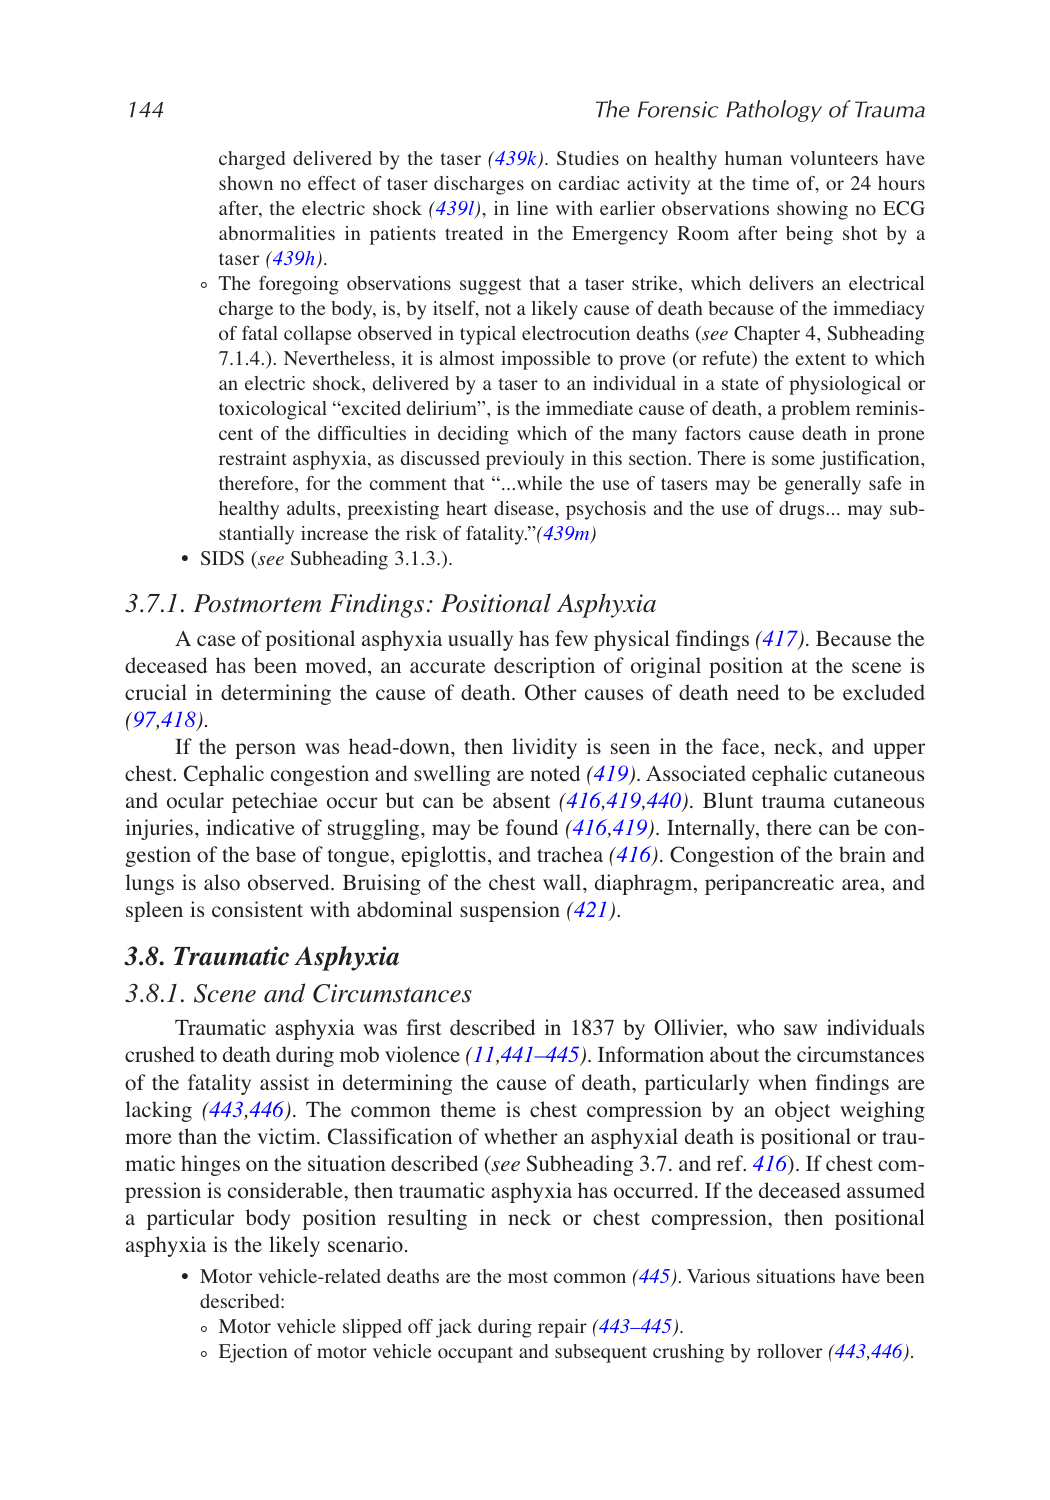 144 The Forensic Pathology of Trauma
charged delivered by the taser (439k). Studies on healthy human volunteers have
shown no effect of taser discharges on cardiac activity at the time of, or 24 hours
after, the electric shock (439l), in line with earlier observations showing no ECG
abnormalities in patients treated in the Emergency Room after being shot by a
taser (439h).
∘ The foregoing observations suggest that a taser strike, which delivers an electrical
charge to the body, is, by itself, not a likely cause of death because of the immediacy
of fatal collapse observed in typical electrocution deaths (see Chapter 4, Subheading
7.1.4.). Nevertheless, it is almost impossible to prove (or refute) the extent to which
an electric shock, delivered by a taser to an individual in a state of physiological or
toxicological “excited delirium”, is the immediate cause of death, a problem reminis-
cent of the difficulties in deciding which of the many factors cause death in prone
restraint asphyxia, as discussed previouly in this section. There is some justification,
therefore, for the comment that “...while the use of tasers may be generally safe in
healthy adults, preexisting heart disease, psychosis and the use of drugs... may sub-
stantially increase the risk of fatality.”(439m)
• SIDS (see Subheading 3.1.3.).
3.7.1. Postmortem Findings: Positional Asphyxia
A case of positional asphyxia usually has few physical findings (417). Because the
deceased has been moved, an accurate description of original position at the scene is
crucial in determining the cause of death. Other causes of death need to be excluded
(97,418).
If the person was head-down, then lividity is seen in the face, neck, and upper
chest. Cephalic congestion and swelling are noted (419). Associated cephalic cutaneous
and ocular petechiae occur but can be absent (416,419,440). Blunt trauma cutaneous
injuries, indicative of struggling, may be found (416,419). Internally, there can be con-
gestion of the base of tongue, epiglottis, and trachea (416). Congestion of the brain and
lungs is also observed. Bruising of the chest wall, diaphragm, peripancreatic area, and
spleen is consistent with abdominal suspension (421).
3.8. Traumatic Asphyxia
3.8.1. Scene and Circumstances
Traumatic asphyxia was first described in 1837 by Ollivier, who saw individuals
crushed to death during mob violence (11,441–445). Information about the circumstances
of the fatality assist in determining the cause of death, particularly when findings are
lacking (443,446). The common theme is chest compression by an object weighing
more than the victim. Classification of whether an asphyxial death is positional or trau-
matic hinges on the situation described (see Subheading 3.7. and ref. 416). If chest com-
pression is considerable, then traumatic asphyxia has occurred. If the deceased assumed
a particular body position resulting in neck or chest compression, then positional
asphyxia is the likely scenario.
• Motor vehicle-related deaths are the most common (445). Various situations have been
described:
∘ Motor vehicle slipped off jack during repair (443–445).
∘ Ejection of motor vehicle occupant and subsequent crushing by rollover (443,446).